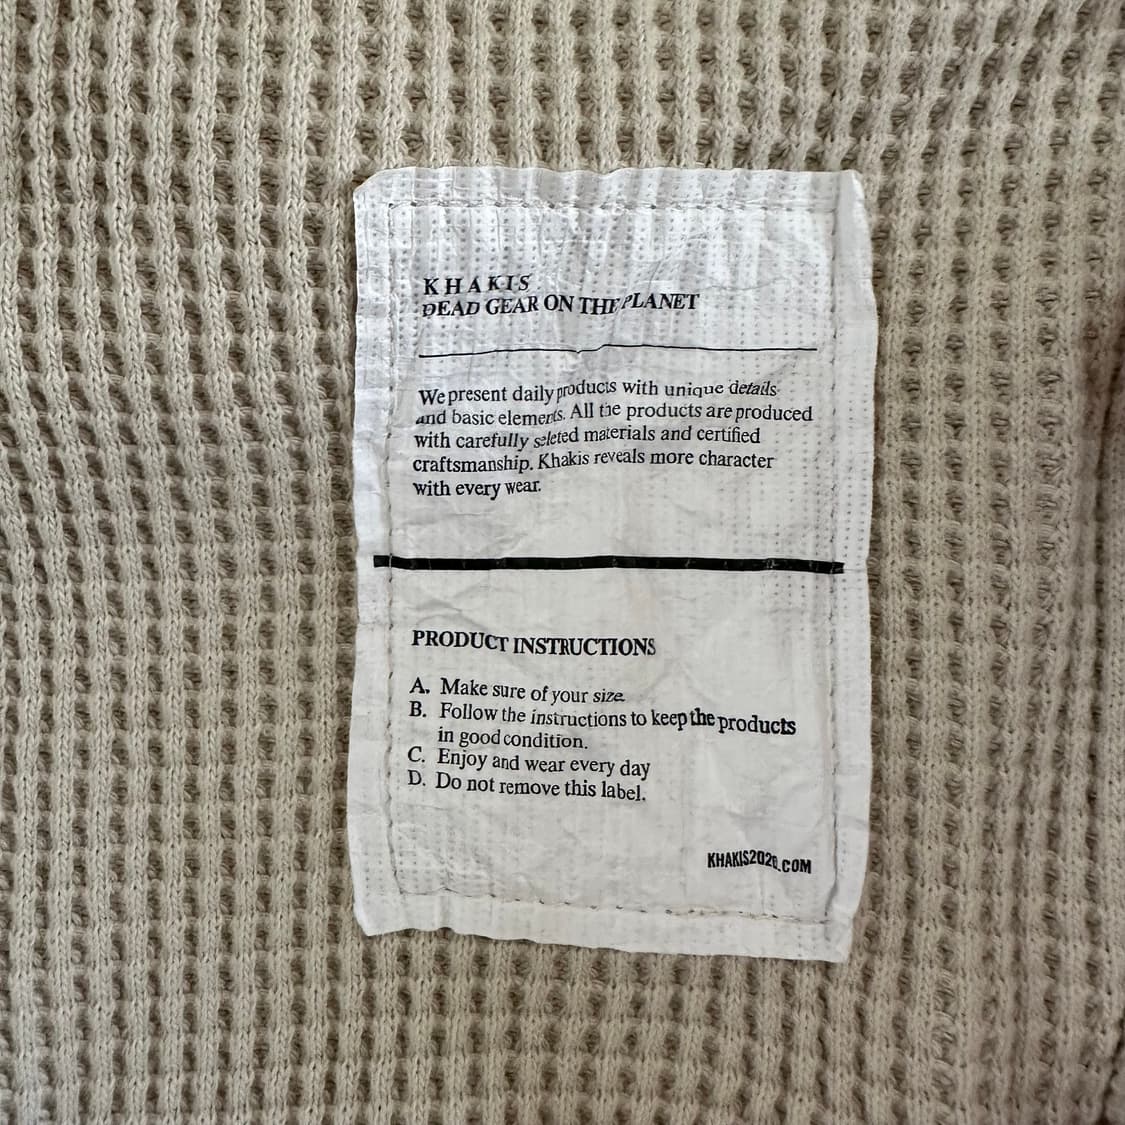 KHAKIS
DEAD GEAR ON THE PLANET
We present daily products with unique details
and basic elements. All the products are produced
with carefully seleted materials and certified
craftsmanship. Khakis reveals more character
with every wear.
PRODUCT INSTRUCTIONS
A. Make sure of your size
B. Follow the instructions to keep the products
in good condition.
C. Enjoy and wear every day
D. Do not remove this label.